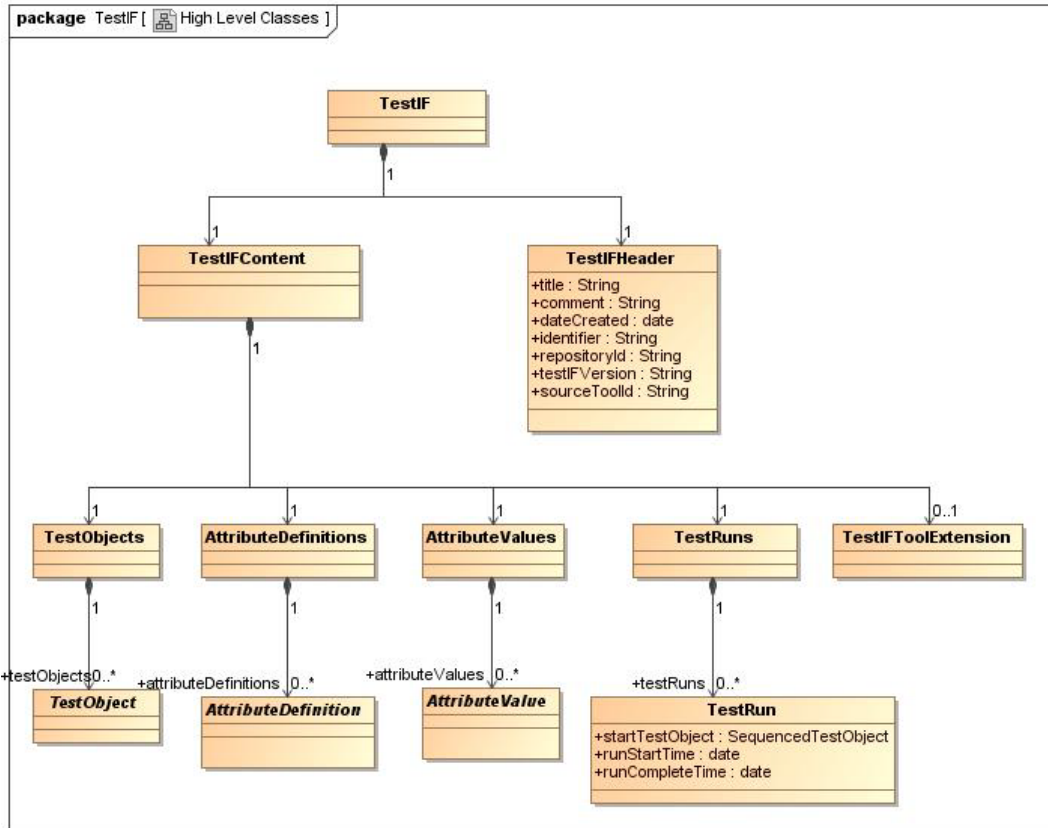 package TestIF [ High Level Classes ]
TestIF
1
1
1
TestIFContent
TestIFHeader
+title : String
+comment : String
+dateCreated : date
+identifier : String
+repositoryId : String
+testIFVersion : String
+sourceToolId : String
1
1
1
1
1
0..1
TestObjects
AttributeDefinitions
AttributeValues
TestRuns
TestIFToolExtension
1
1
1
1
+testObjects 0..*
+attributeDefinitions 0..*
+attributeValues 0..*
+testRuns 0..*
TestObject
AttributeDefinition
AttributeValue
TestRun
+startTestObject : SequencedTestObject
+runStartTime : date
+runCompleteTime : date